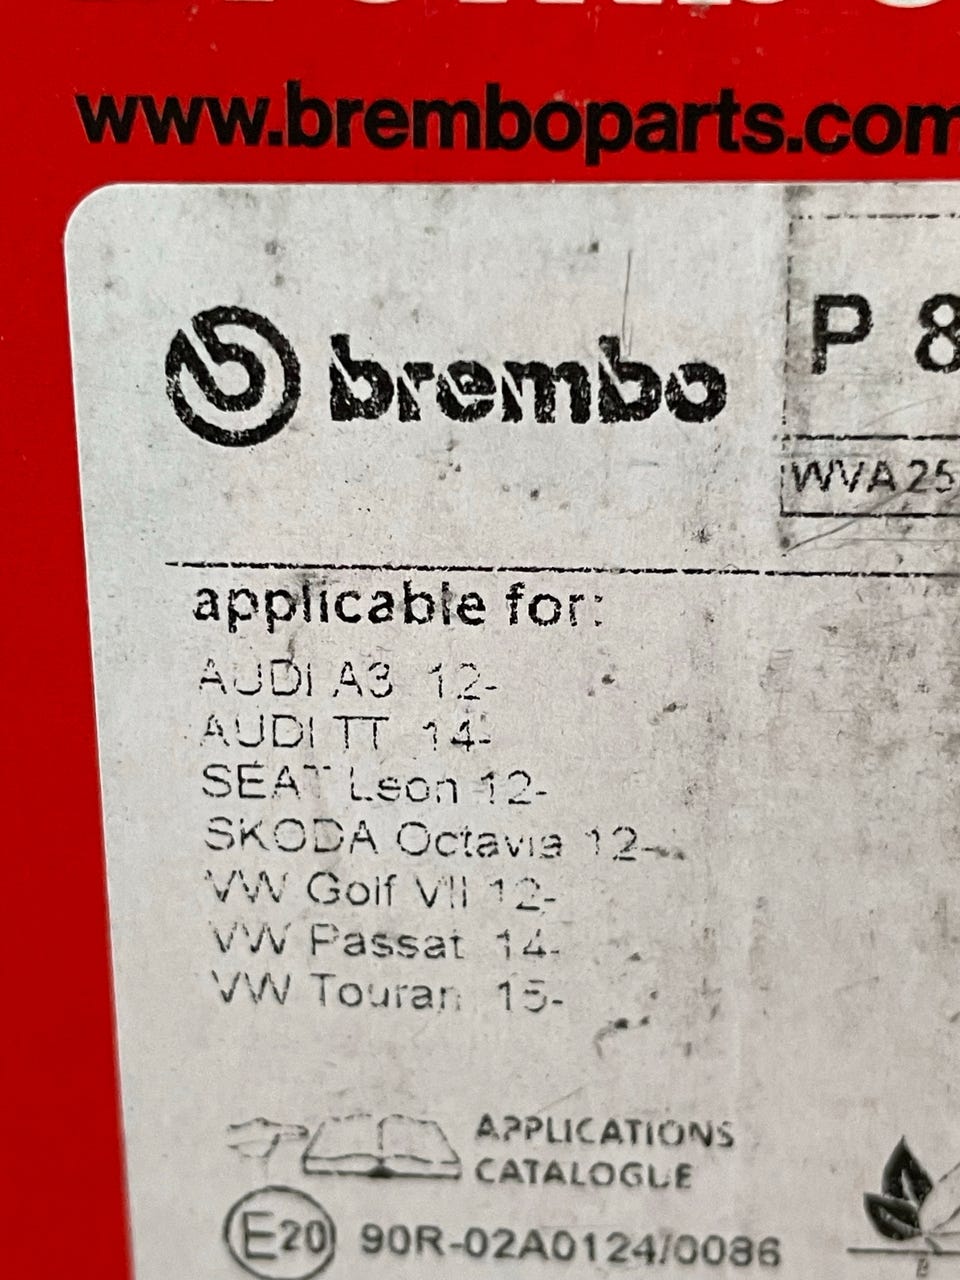 www.bremboparts.com
brembo
P 8
WVA 25
applicable for:
AUDI A3 12-
AUDI TT 14-
SEAT Leon 12-
SKODA Octavia 12-
VW Golf VII 12-
VW Passat 14-
VW Touran 15-
APPLICATIONS
CATALOGUE
E20 90R-02A0124/0086